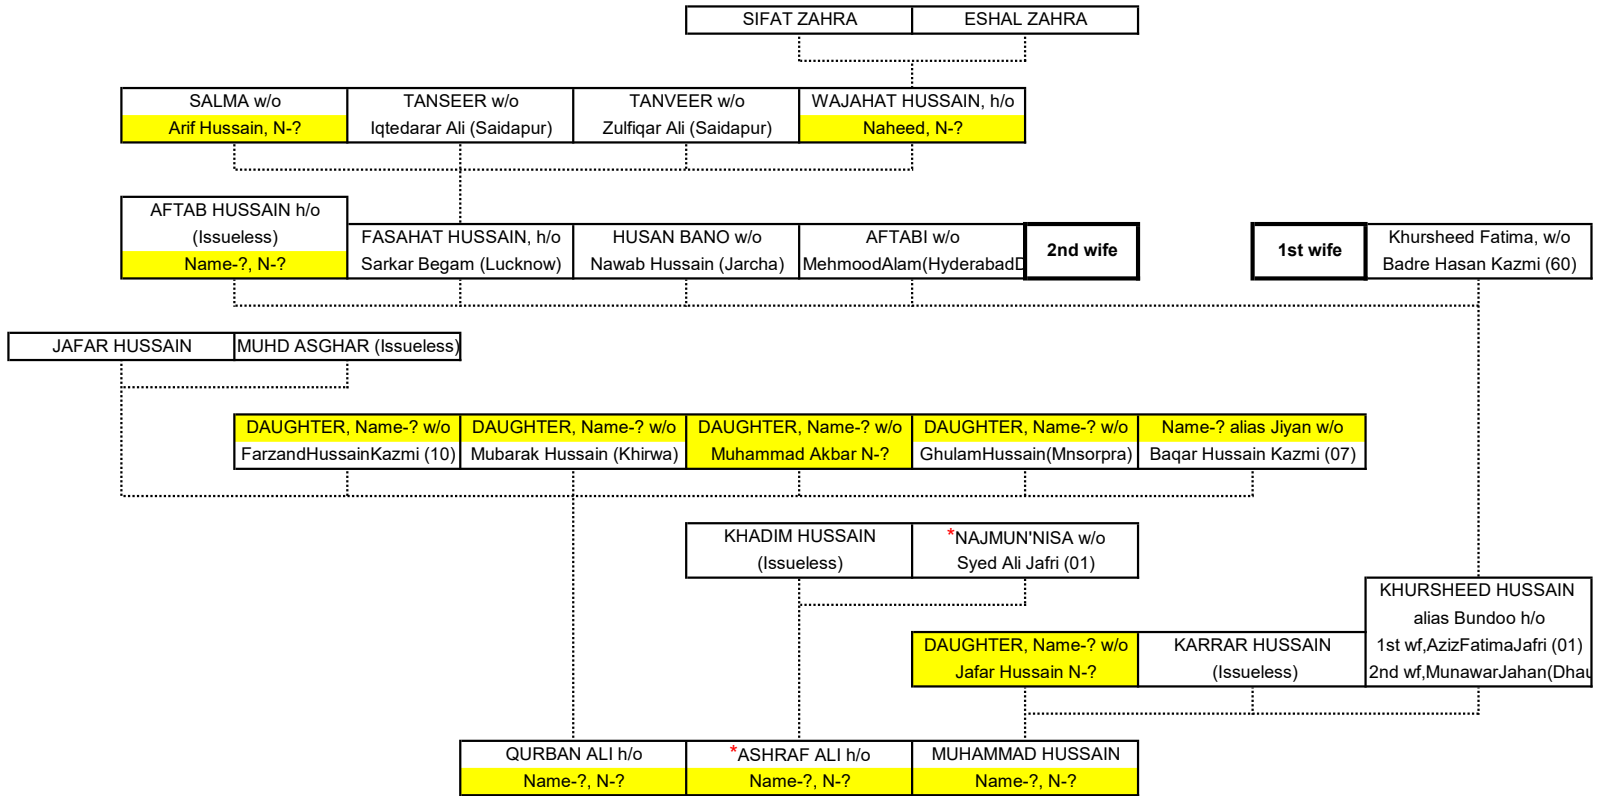 SIFAT ZAHRA ESHAL ZAHRA
SALMA w/o TANSEER w/o TANVEER w/o WAJAHAT HUSSAIN, h/o
Arif Hussain, N-? Iqtedarar Ali (Saidapur) Zulfiqar Ali (Saidapur) Naheed, N-?
AFTAB HUSSAIN h/o
(Issueless) FASAHAT HUSSAIN, h/o HUSAN BANO w/o AFTABI w/o 2nd wife 1st wife Khursheed Fatima, w/o
Name-?, N-? Sarkar Begam (Lucknow) Nawab Hussain (Jarcha) MehmoodAlam(HyderabadD Badre Hasan Kazmi (60)
JAFAR HUSSAIN MUHD ASGHAR (Issueless)
DAUGHTER, Name-? w/o DAUGHTER, Name-? w/o DAUGHTER, Name-? w/o DAUGHTER, Name-? w/o Name-? alias Jiyan w/o
FarzandHussainKazmi (10) Mubarak Hussain (Khirwa) Muhammad Akbar N-? GhulamHussain(Mnsorpra) Baqar Hussain Kazmi (07)
KHADIM HUSSAIN *NAJMUN'NISA w/o
(Issueless) Syed Ali Jafri (01)
KHURSHEED HUSSAIN
alias Bundoo h/o
DAUGHTER, Name-? w/o KARRAR HUSSAIN 1st wf,AzizFatimaJafri (01)
Jafar Hussain N-? (Issueless) 2nd wf,MunawarJahan(Dhau
QURBAN ALI h/o *ASHRAF ALI h/o MUHAMMAD HUSSAIN
Name-?, N-? Name-?, N-? Name-?, N-?